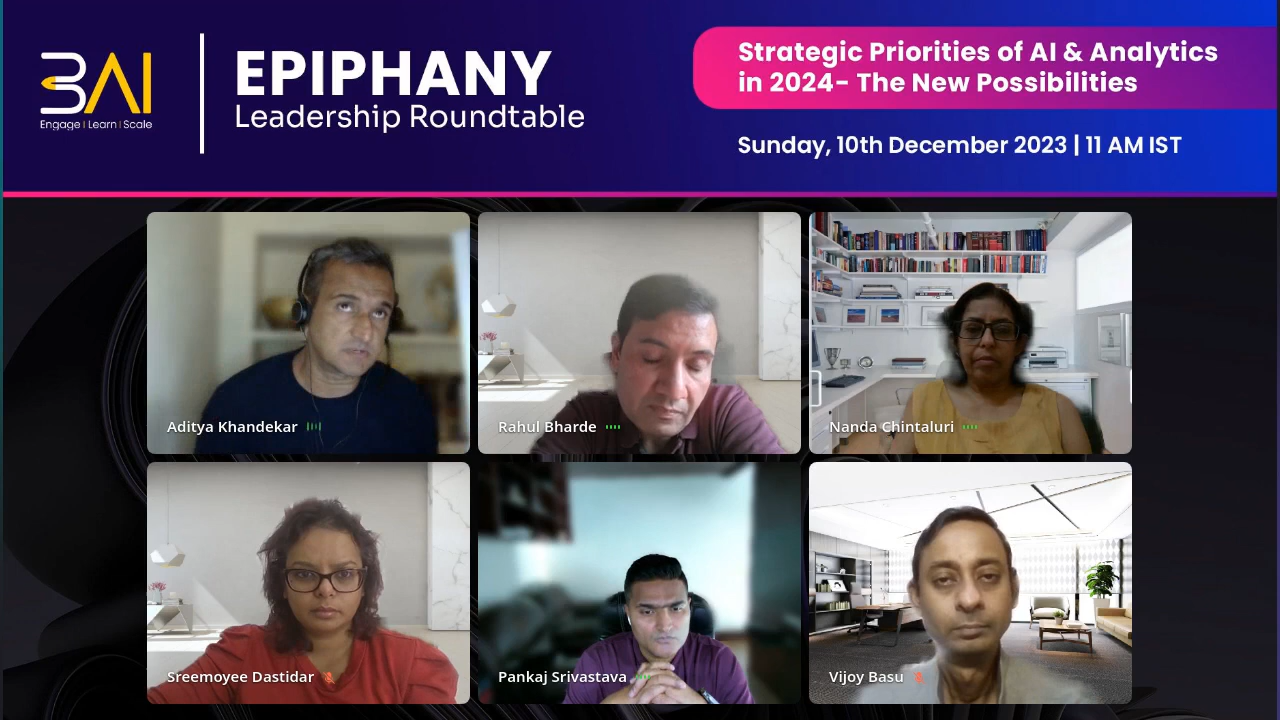 3AI
Engage | Learn | Scale
EPIPHANY
Leadership Roundtable
Strategic Priorities of AI & Analytics
in 2024- The New Possibilities
Sunday, 10th December 2023 | 11 AM IST
Aditya Khandekar
Rahul Bharde
Nanda Chintaluri
Sreemoyee Dastidar
Pankaj Srivastava
Vijoy Basu